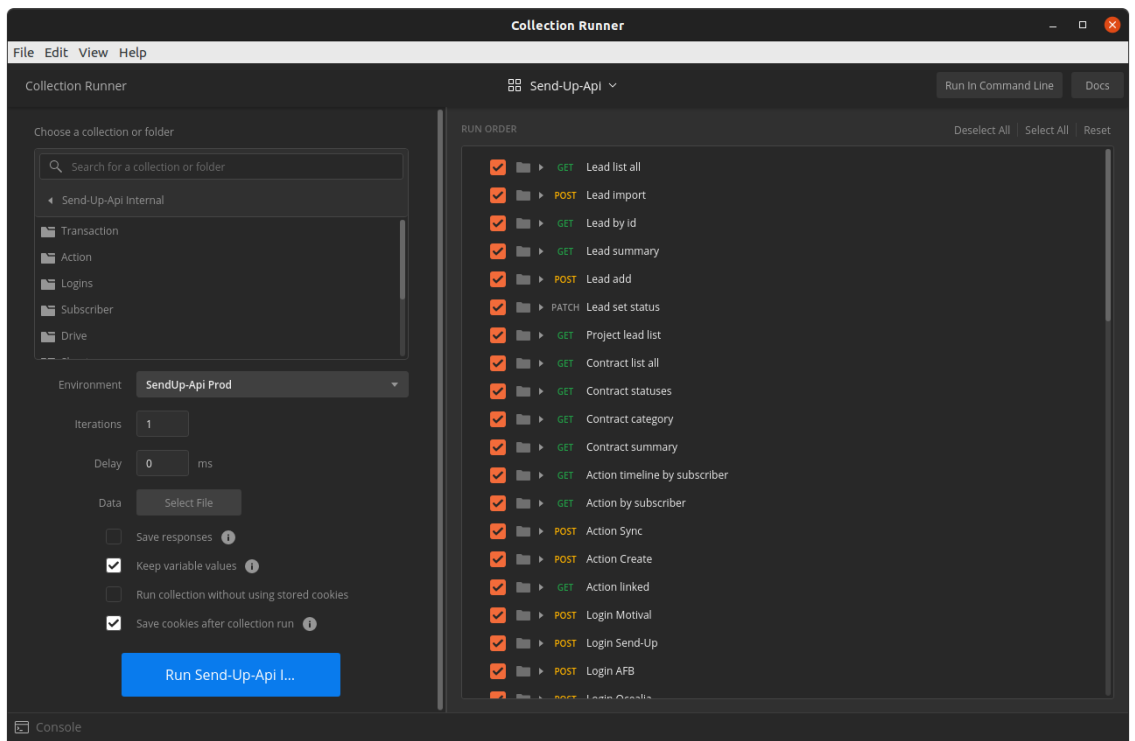 Collection Runner
File Edit View Help
Collection Runner
Send-Up-Api
Run In Command Line
Docs
Choose a collection or folder
Search for a collection or folder
Send-Up-Api Internal
Transaction
Action
Logins
Subscriber
Drive
Environment SendUp-Api Prod
Iterations 1
Delay 0 ms
Data Select File
Save responses
Keep variable values
Run collection without using stored cookies
Save cookies after collection run
Run Send-Up-Api I...
RUN ORDER
Deselect All Select All Reset
GET Lead list all
POST Lead import
GET Lead by id
GET Lead summary
POST Lead add
PATCH Lead set status
GET Project lead list
GET Contract list all
GET Contract statuses
GET Contract category
GET Contract summary
GET Action timeline by subscriber
GET Action by subscriber
POST Action Sync
POST Action Create
GET Action linked
POST Login Motival
POST Login Send-Up
POST Login AFB
POST Login
Console